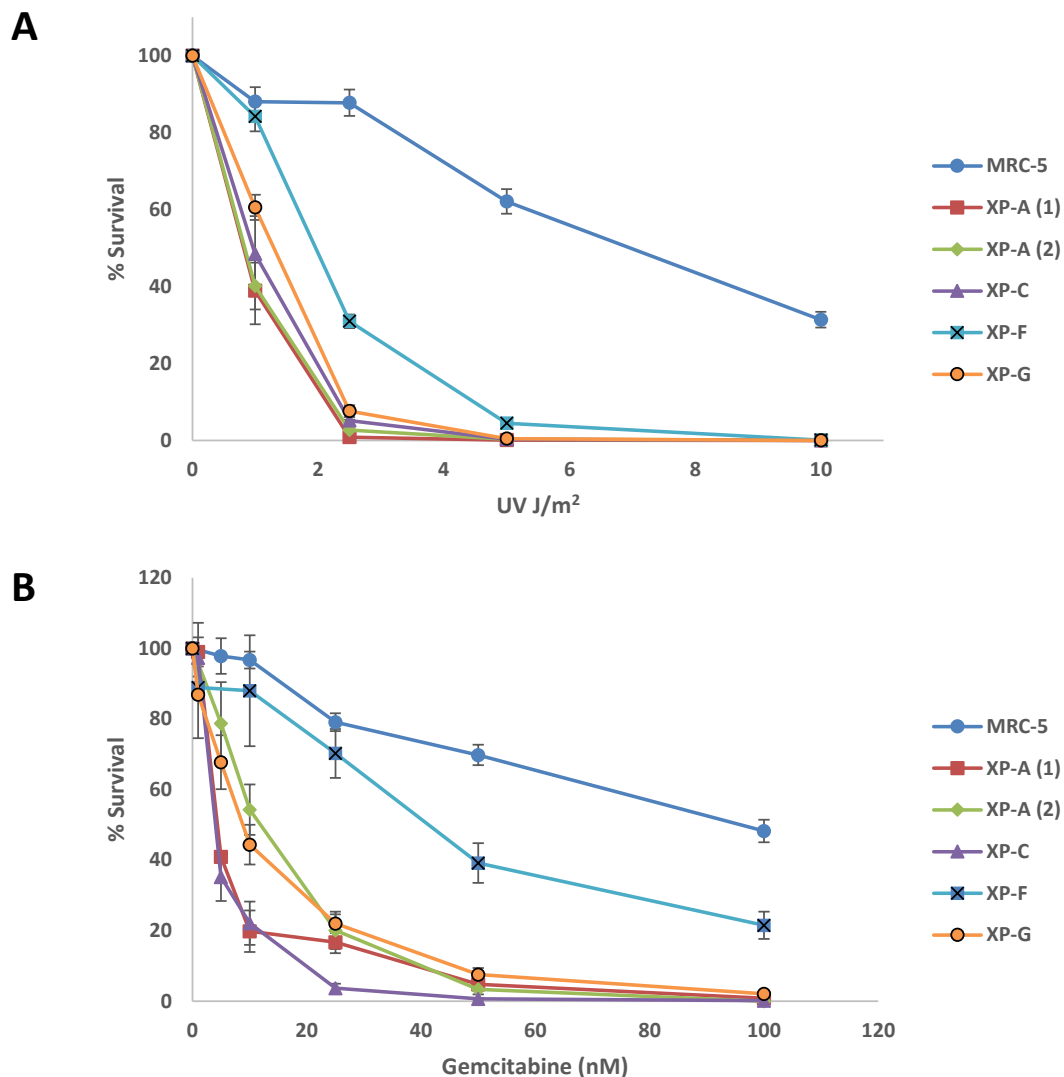 A
100
80
60
40
20
0
% Survival
0 2 4 6 8 10
UV J/m²
MRC-5
XP-A (1)
XP-A (2)
XP-C
XP-F
XP-G
B
120
100
80
60
40
20
0
% Survival
0 20 40 60 80 100 120
Gemcitabine (nM)
MRC-5
XP-A (1)
XP-A (2)
XP-C
XP-F
XP-G